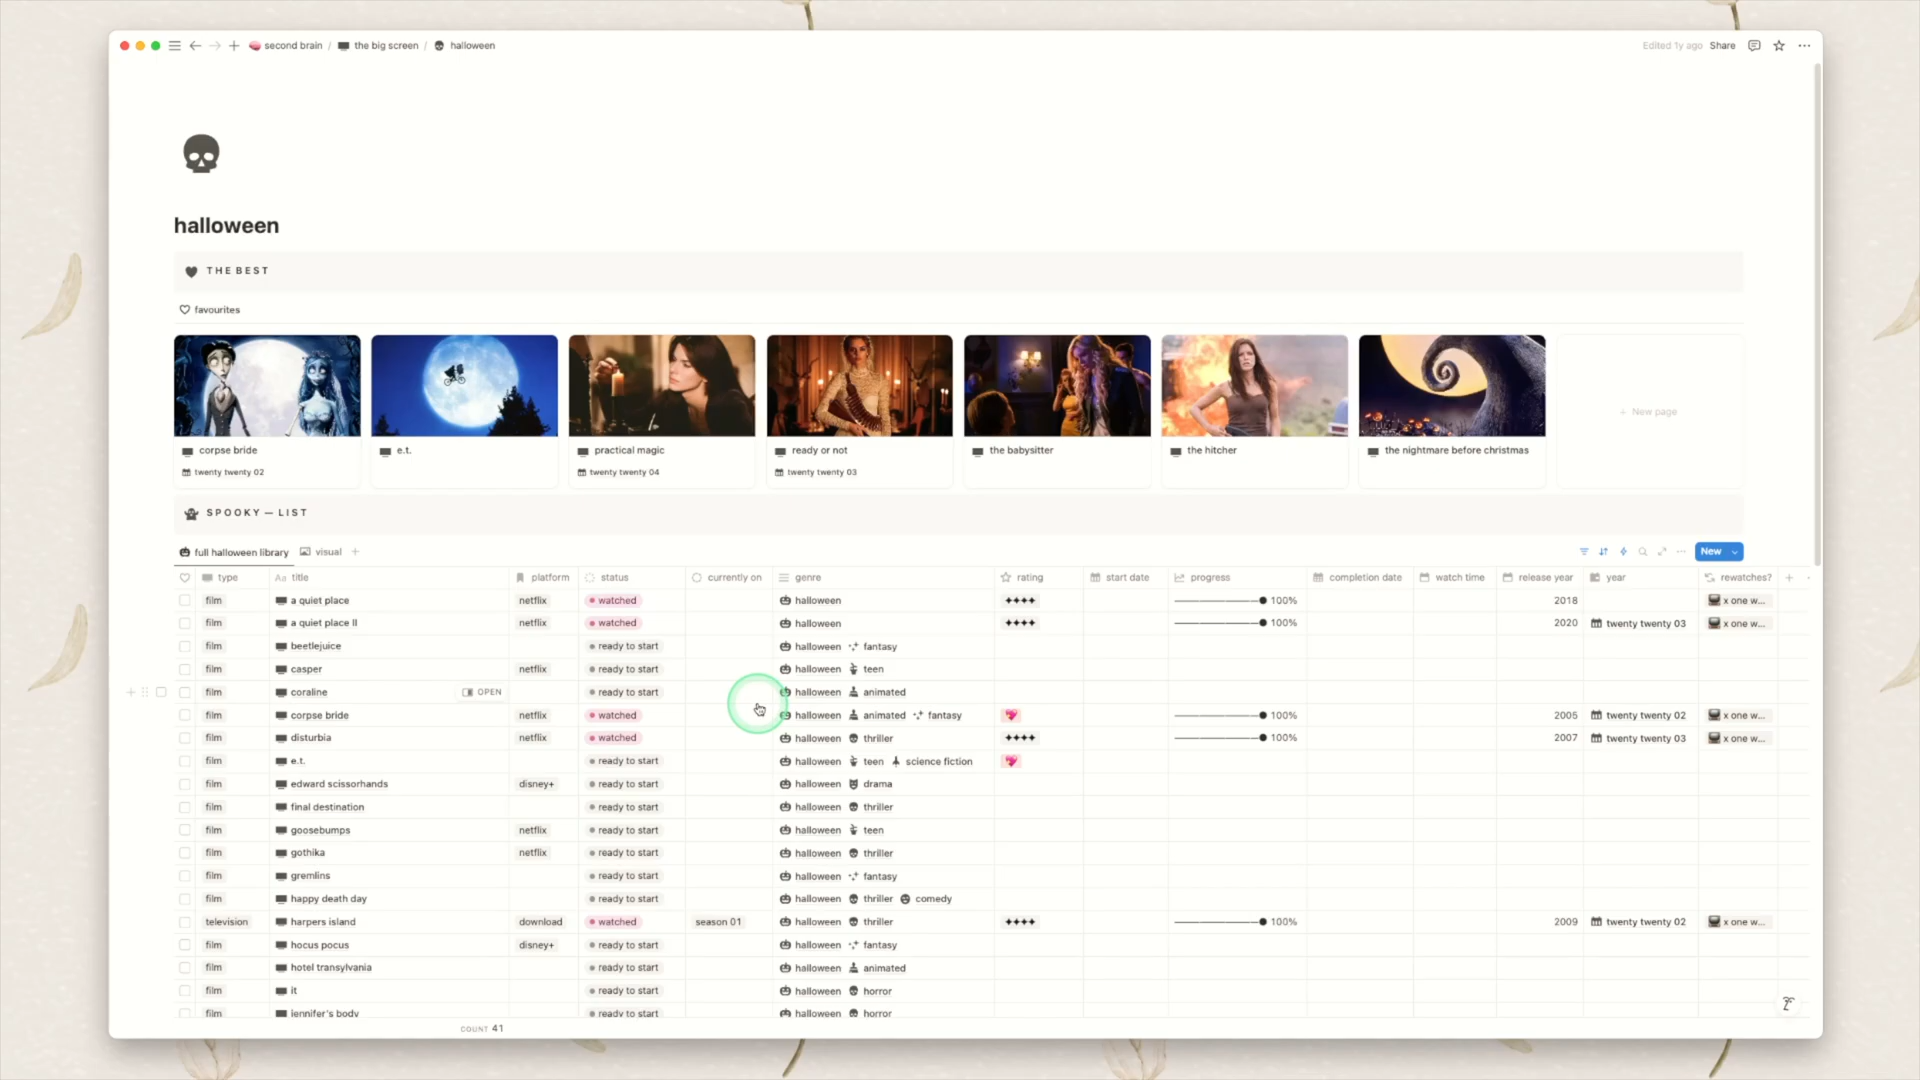 second brain / the big screen / halloween
Edited 1y ago Share
halloween
THE BEST
favourites
corpse bride
twenty twenty 02
e.t.
practical magic
twenty twenty 04
ready or not
twenty twenty 03
the babysitter
the hitcher
the nightmare before christmas
+ New page
SPOOKY — LIST
full halloween library visual +
New
type Aa title platform status currently on genre rating start date progress completion date watch time release year year rewatches? +
film a quiet place netflix watched halloween ✦✦✦✦ 100% 2018 x one w...
film a quiet place II netflix watched halloween ✦✦✦✦ 100% 2020 twenty twenty 03 x one w...
film beetlejuice ready to start halloween fantasy
film casper netflix ready to start halloween teen
film coraline OPEN ready to start halloween animated
film corpse bride netflix watched halloween animated fantasy 💖 100% 2005 twenty twenty 02 x one w...
film disturbia netflix watched halloween thriller ✦✦✦✦ 100% 2007 twenty twenty 03 x one w...
film e.t. ready to start halloween teen science fiction 💖
film edward scissorhands disney+ ready to start halloween drama
film final destination ready to start halloween thriller
film goosebumps netflix ready to start halloween teen
film gothika netflix ready to start halloween thriller
film gremlins ready to start halloween fantasy
film happy death day ready to start halloween thriller comedy
television harpers island download watched season 01 halloween thriller ✦✦✦✦ 100% 2009 twenty twenty 02 x one w...
film hocus pocus disney+ ready to start halloween fantasy
film hotel transylvania ready to start halloween animated
film it ready to start halloween horror
film jennifer's body ready to start halloween horror
COUNT 41